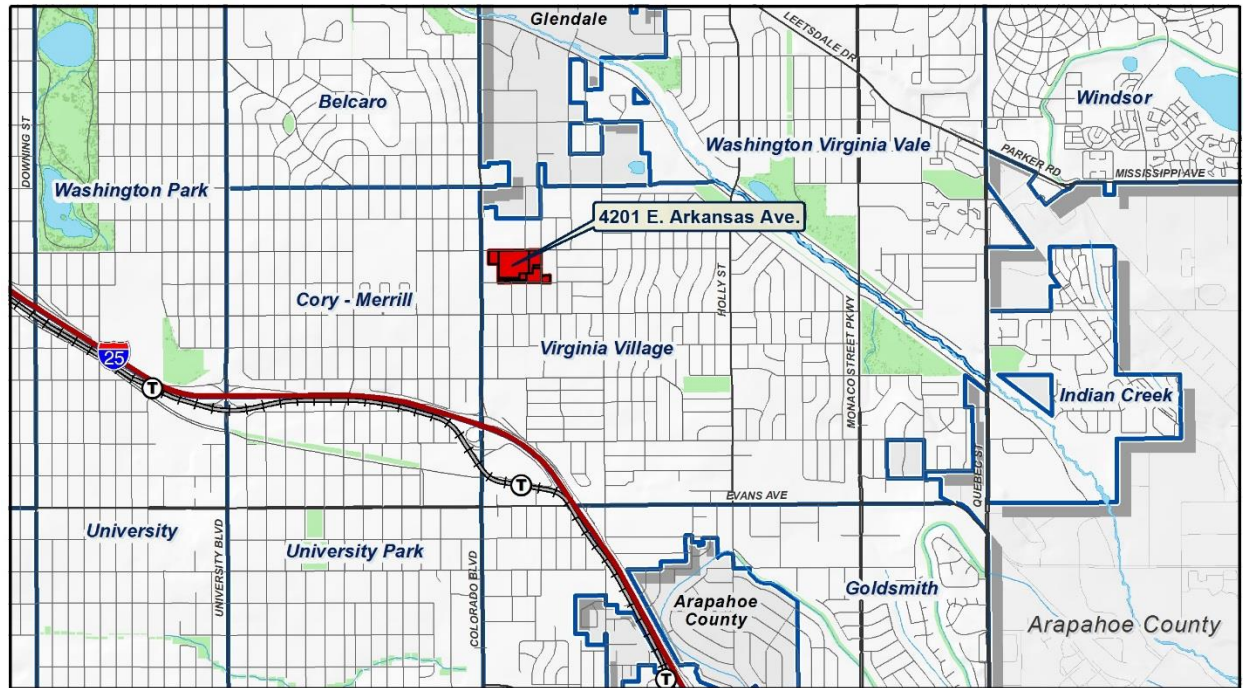 Glendale
LEETSDALE DR
Belcaro
Windsor
DOWNING ST
Washington Virginia Vale
PARKER RD
MISSISSIPPI AVE
Washington Park
4201 E. Arkansas Ave.
HOLLY ST
Cory - Merrill
MONACO STREET PKWY
Virginia Village
25
T
Indian Creek
QUEBEC ST
T
EVANS AVE
University
UNIVERSITY BLVD
University Park
COLORADO BLVD
Goldsmith
Arapahoe
County
Arapahoe County
T